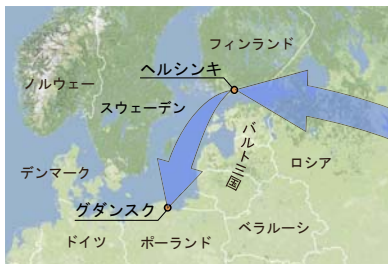 フィンランド
ヘルシンキ
ノルウェー
スウェーデン
バルト三国
ロシア
デンマーク
グダンスク
ドイツ
ポーランド
ベラルーシ